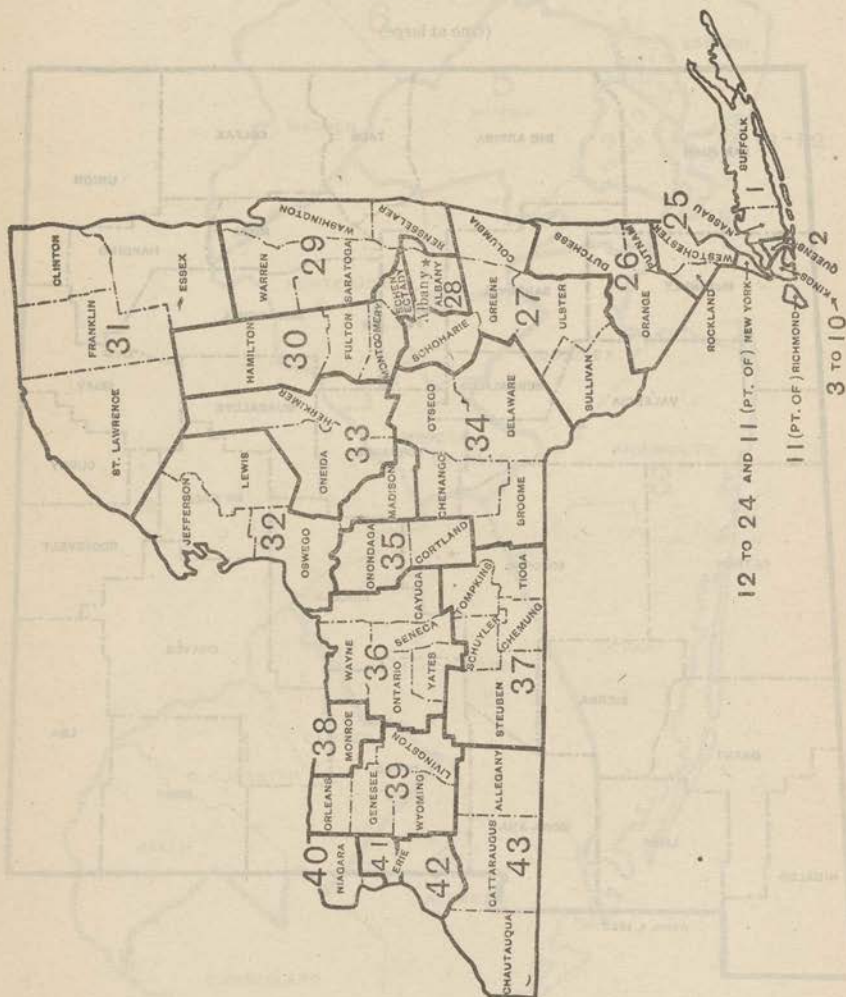 CLINTON
FRANKLIN
31
ESSEX
ST. LAWRENCE
JEFFERSON
LEWIS
32
OSWEGO
HAMILTON
30
FULTON
MONTGOMERY
WARREN
29
WASHINGTON
SARATOGA
HERKIMER
ONEIDA
33
MADISON
ONONDAGA
35
CORTLAND
SCHENECTADY
Albany *
ALBANY
28
RENSSELAER
SCHOHARIE
OTSEGO
34
DELAWARE
CHENANGO
BROOME
GREENE
COLUMBIA
27
ULSTER
SULLIVAN
DUTCHESS
26
PUTNAM
ORANGE
ROCKLAND
25
WESTCHESTER
NASSAU
SUFFOLK
1
QUEENS 2
KINGS
3 TO 10
12 TO 24 AND 11 (PT. OF) NEW YORK
11 (PT. OF) RICHMOND
WAYNE
36
ONTARIO
SENECA
CAYUGA
YATES
TOMPKINS
SCHUYLER
TIOGA
CHEMUNG
STEUBEN
37
38
MONROE
ORLEANS
GENESEE
39
LIVINGSTON
WYOMING
40
NIAGARA
41
ERIE
42
ALLEGANY
CATTARAUGUS
43
CHAUTAUQUA